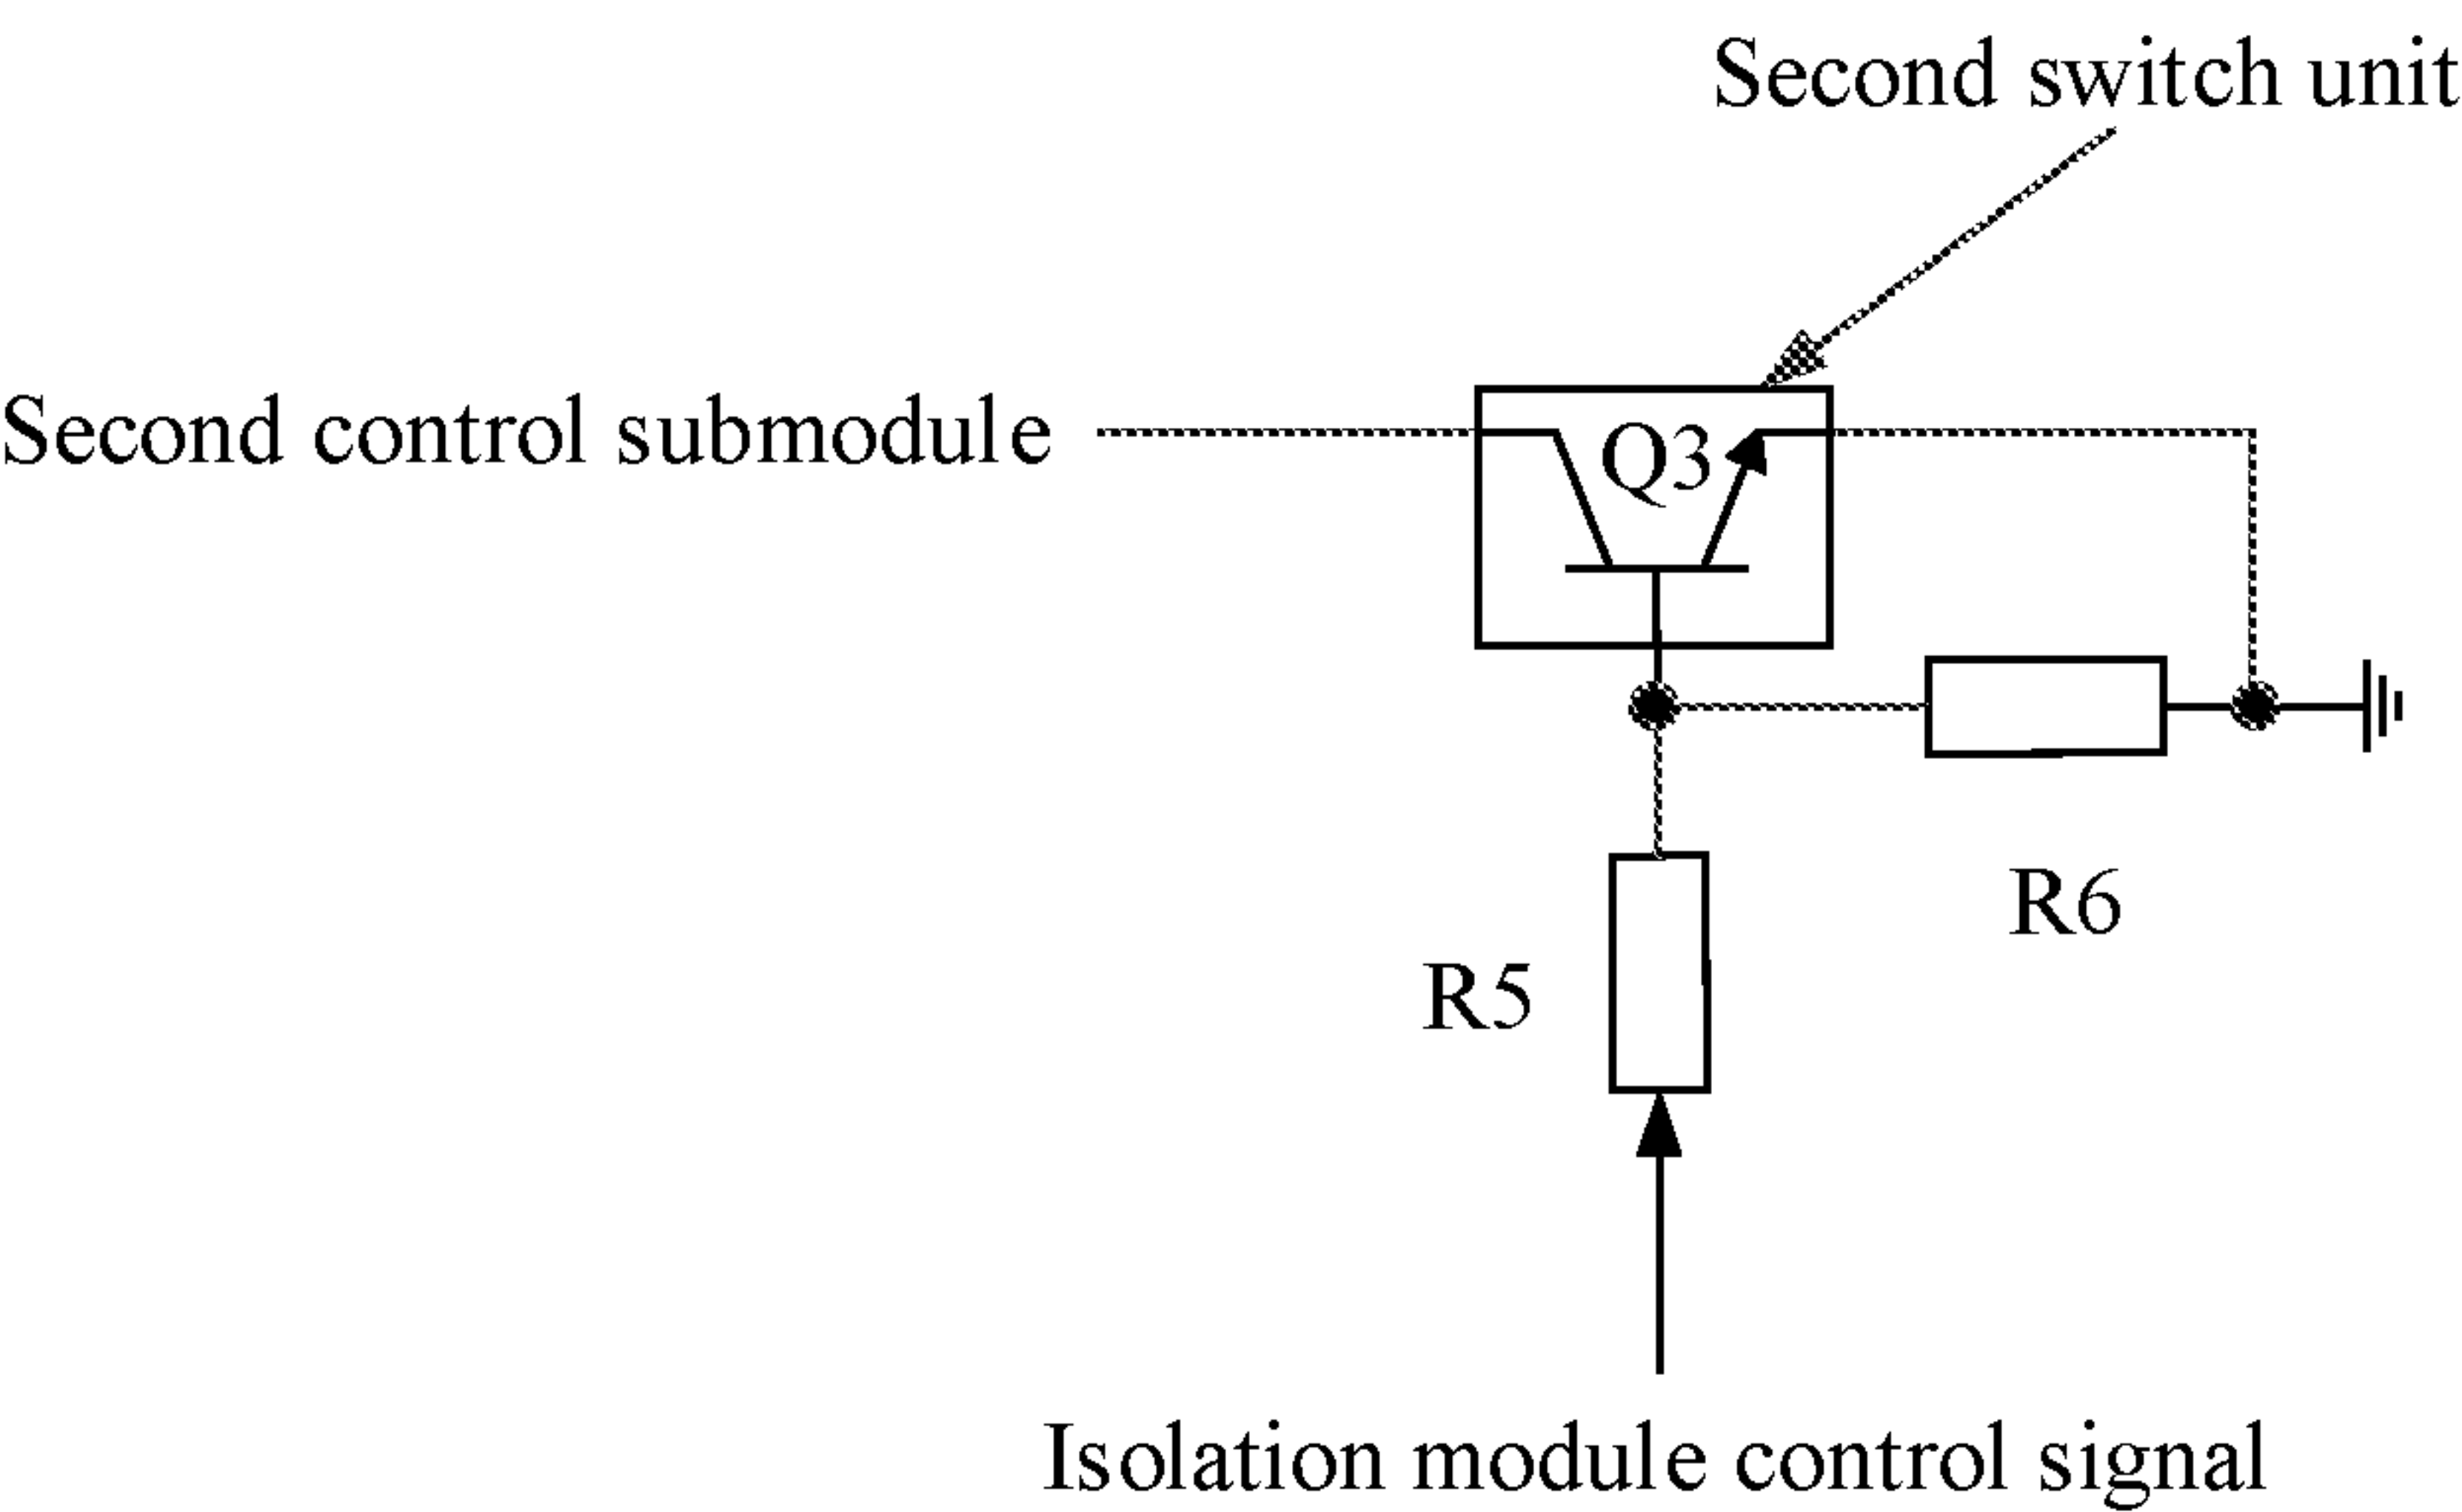 Second switch unit
Second control submodule
Q3
R6
R5
Isolation module control signal